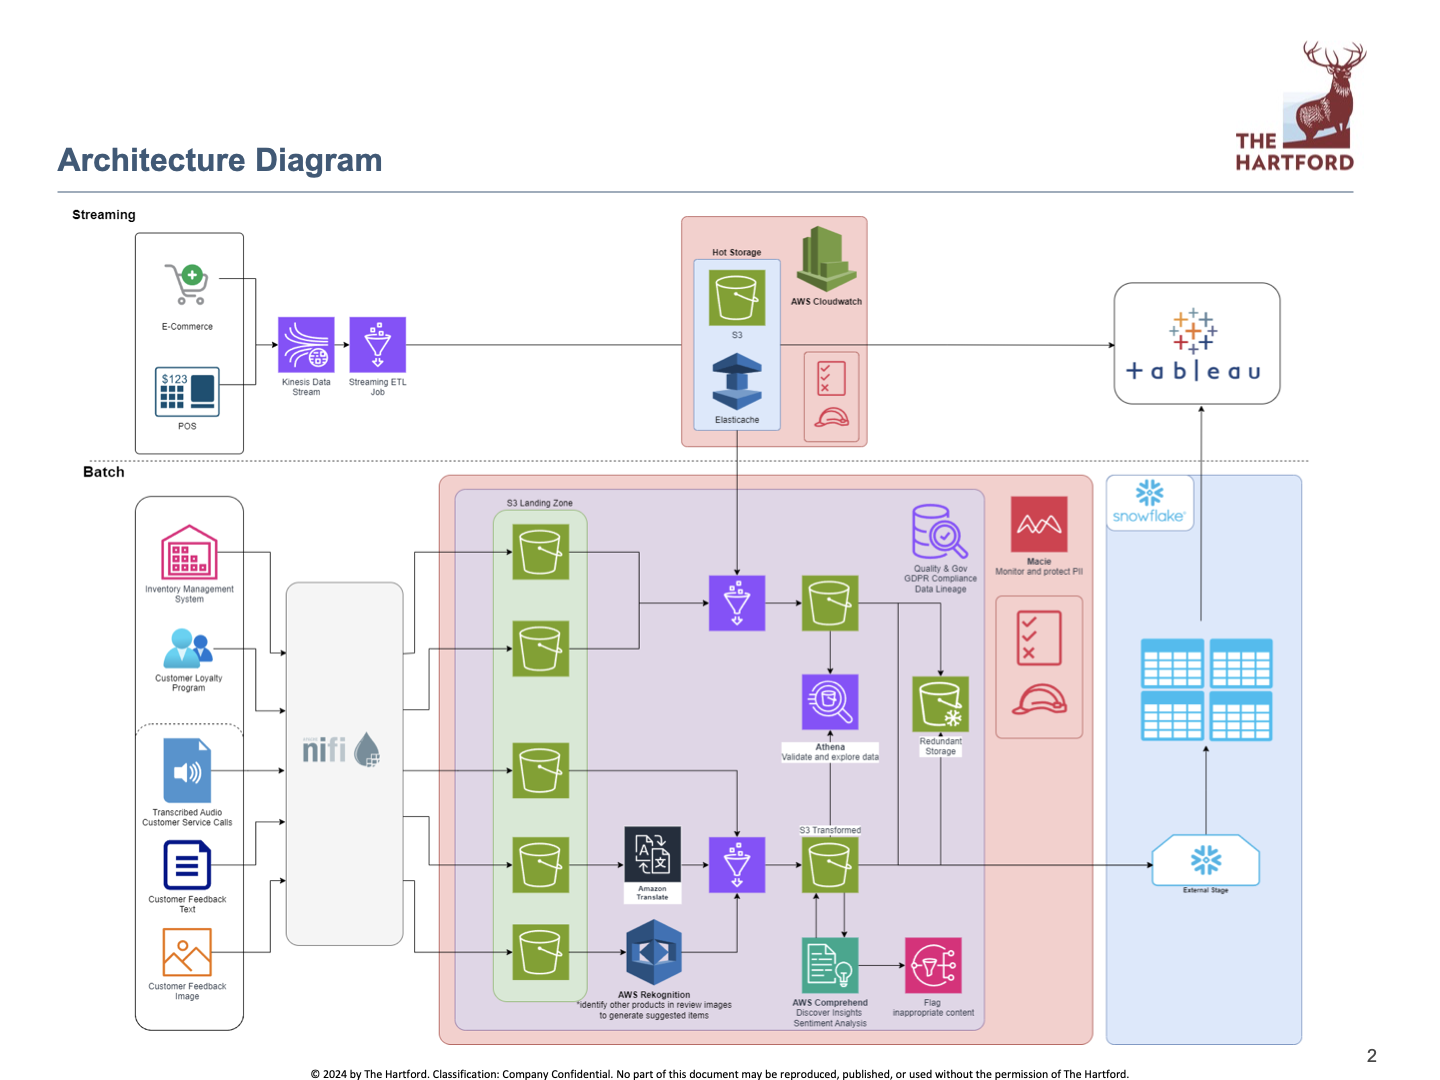 THE
HARTFORD
Architecture Diagram
Streaming
E-Commerce
$123
POS
Kinesis Data
Stream
Streaming ETL
Job
Hot Storage
S3
Elasticache
AWS Cloudwatch
+ableau
Batch
Inventory Management
System
Customer Loyalty
Program
Transcribed Audio
Customer Service Calls
Customer Feedback
Text
Customer Feedback
Image
nifi
S3 Landing Zone
Amazon
Translate
AWS Rekognition
*Identify other products in review images
to generate suggested items
Quality & Gov
GDPR Compliance
Data Lineage
Athena
Validate and explore data
Redundant
Storage
S3 Transformed
AWS Comprehend
Discover Insights
Sentiment Analysis
Flag
inappropriate content
Macie
Monitor and protect PII
snowflake
External Stage
2
© 2024 by The Hartford. Classification: Company Confidential. No part of this document may be reproduced, published, or used without the permission of The Hartford.